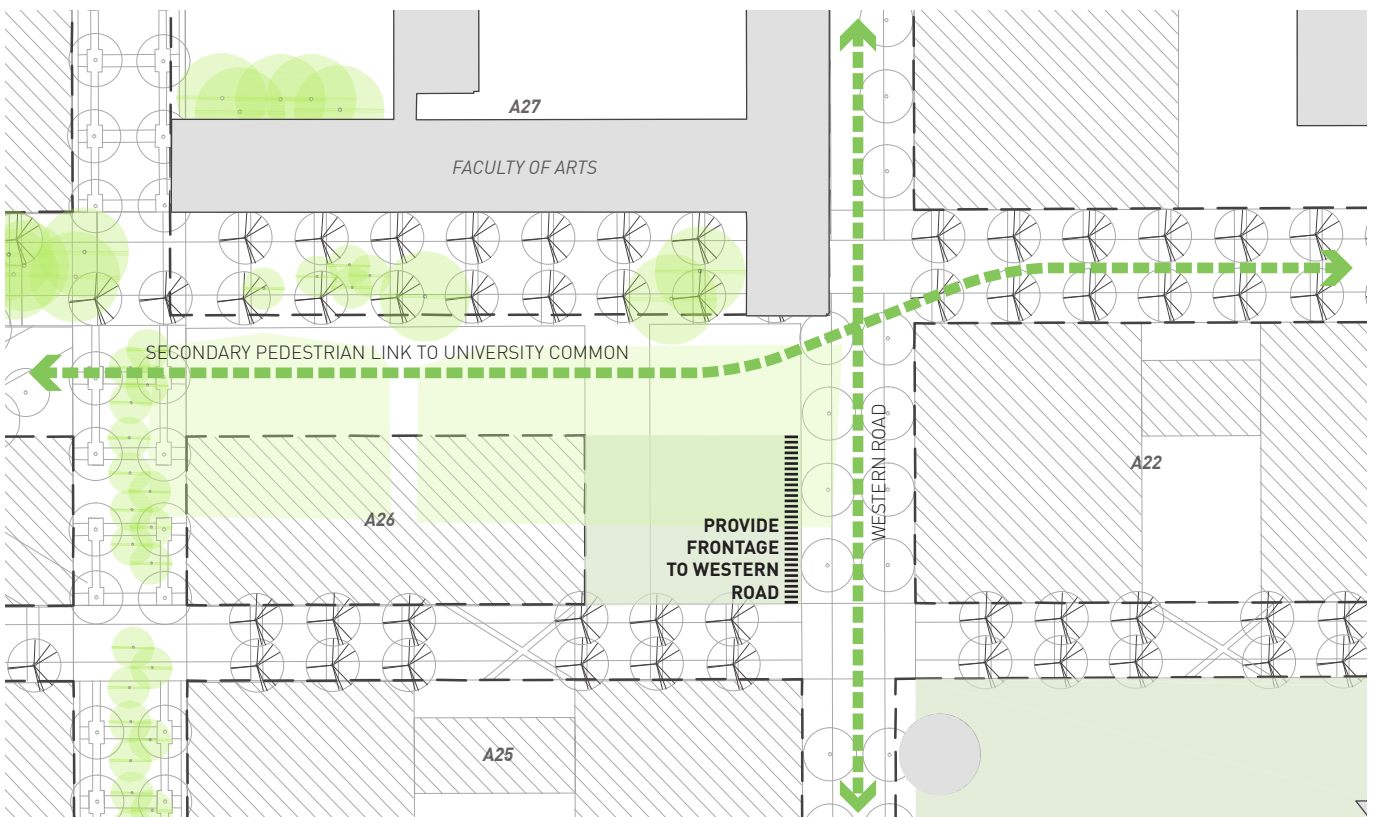 A27
FACULTY OF ARTS
SECONDARY PEDESTRIAN LINK TO UNIVERSITY COMMON
WESTERN ROAD
A22
A26
PROVIDE
FRONTAGE
TO WESTERN
ROAD
A25